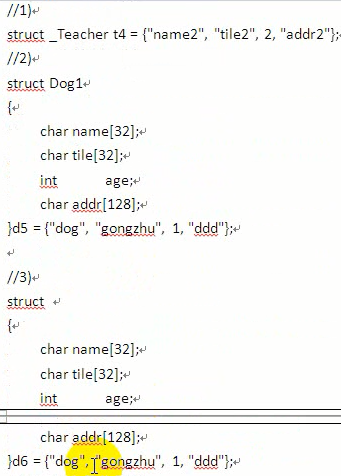 //1)
struct _Teacher t4 = {"name2", "tile2", 2, "addr2"};
//2)
struct Dog1
{
char name[32];
char tile[32];
int age;
char addr[128];
}d5 = {"dog", "gongzhu", 1, "ddd"};
//3)
struct
{
char name[32];
char tile[32];
int age;
char addr[128];
}d6 = {"dog", "gongzhu", 1, "ddd"};